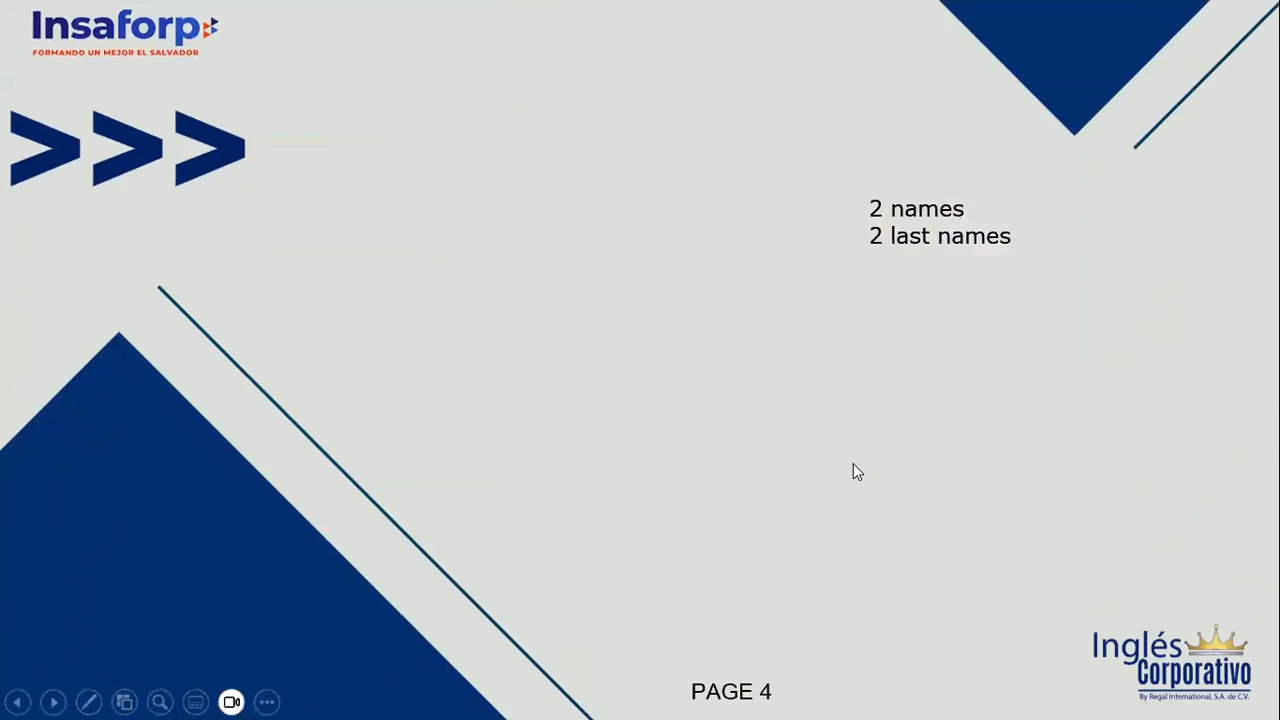 Insaforp
FORMANDO UN MEJOR EL SALVADOR
>>>
2 names
2 last names
PAGE 4
Inglés
Corporativo
By Regal International, S.A. de C.V.